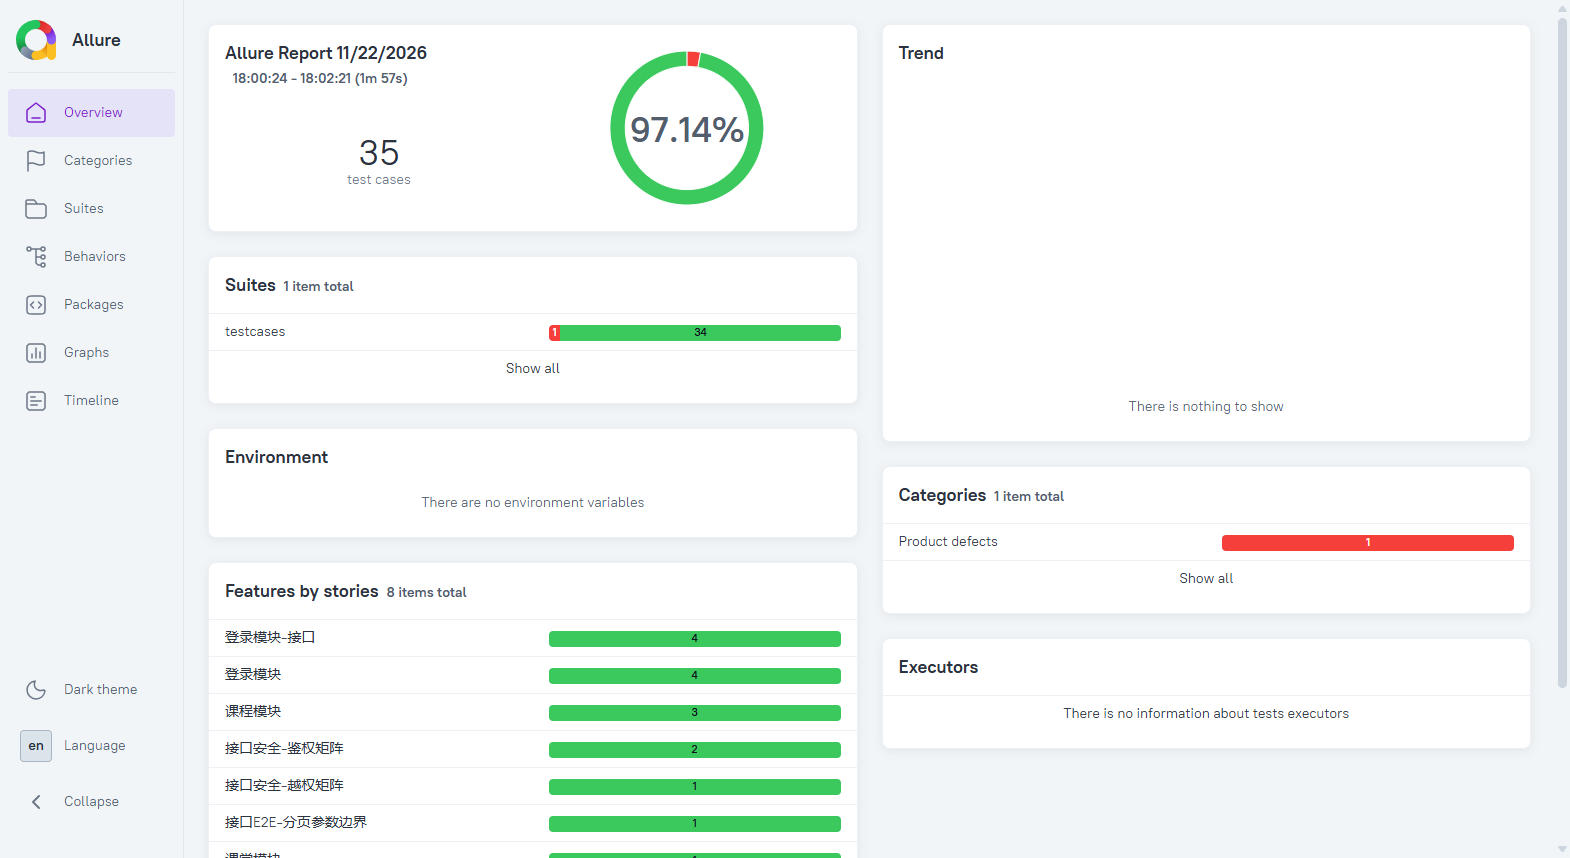 Allure
Overview
Categories
Suites
Behaviors
Packages
Graphs
Timeline
Dark theme
en Language
Collapse
Allure Report 11/22/2026
18:00:24 - 18:02:21 (1m 57s)
35
test cases
97.14%
Suites 1 item total
testcases 1 34
Show all
Environment
There are no environment variables
Features by stories 8 items total
登录模块-接口 4
登录模块 4
课程模块 3
接口安全-鉴权矩阵 2
接口安全-越权矩阵 1
接口E2E-分页参数边界 1
Trend
There is nothing to show
Categories 1 item total
Product defects 1
Show all
Executors
There is no information about tests executors